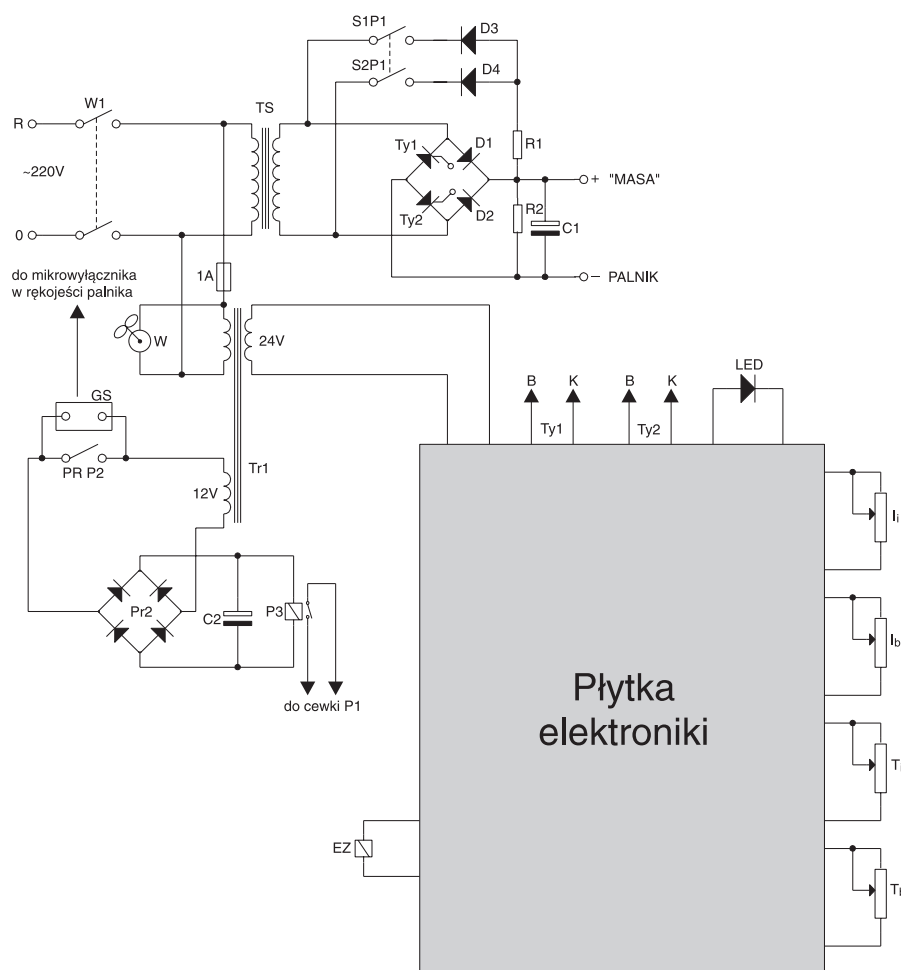 S1P1
D3
S2P1
D4
W1
TS
R
~220V
0
Ty1
D1
R1
Ty2
D2
R2
C1
+ "MASA"
− PALNIK
1A
do mikrowyłącznika
w rękojeści palnika
W
24V
GS
PR P2
12V
Tr1
Pr2
C2
P3
do cewki P1
B
K
B
K
LED
Ty1
Ty2
Ii
Ib
Płytka
elektroniki
EZ